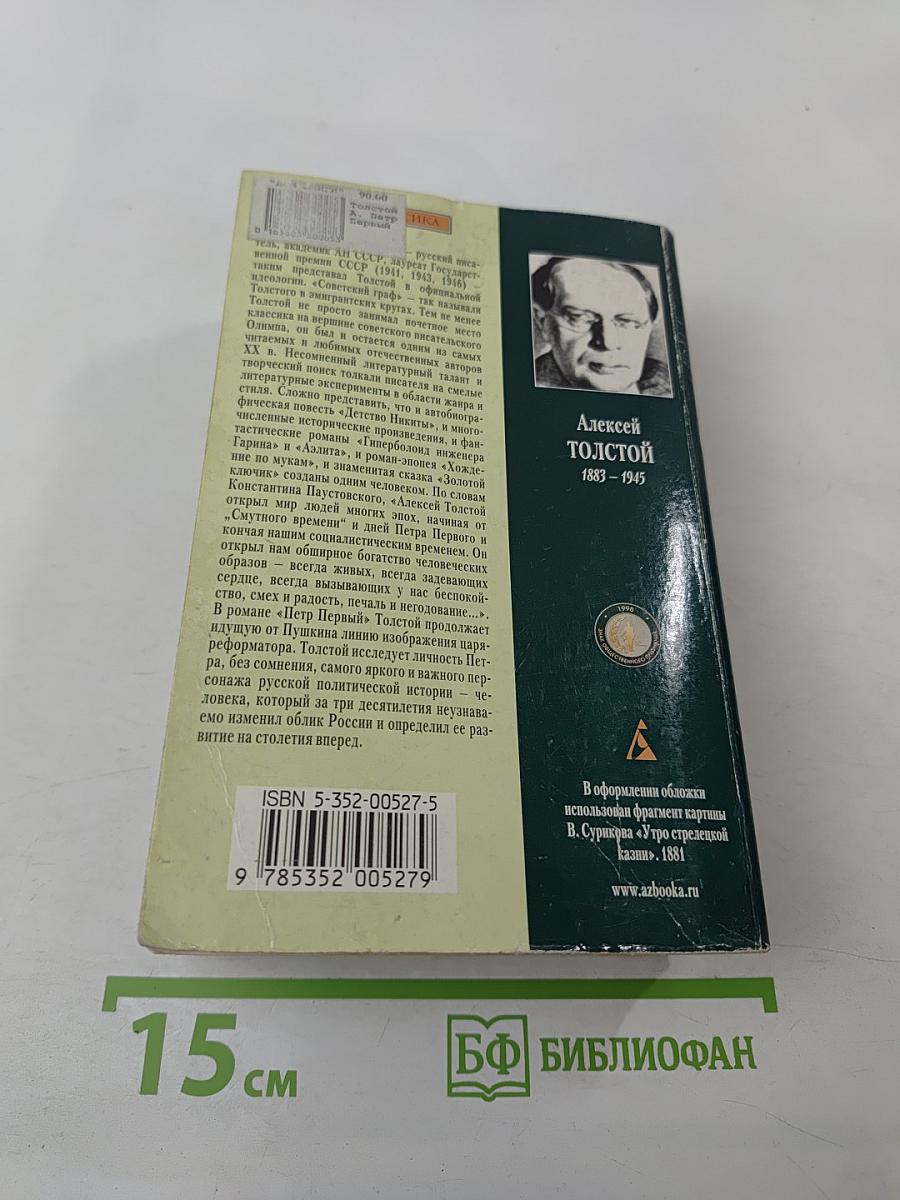 90.00
Толстой
А. Петр
Первый
СИКА
— русский писа-
тель, академик АН СССР, лауреат Государст-
венной премии СССР (1941, 1943, 1946) –
таким представал Толстой в официальной
идеологии. «Советский граф» – так называли
Толстого в эмигрантских кругах. Тем не менее
Толстой не просто занимал почетное место
классика на вершине советского писательского
Олимпа, он был и остается одним из самых
читаемых и любимых отечественных авторов
XX в. Несомненный литературный талант и
творческий поиск толкали писателя на смелые
литературные эксперименты в области жанра и
стиля. Сложно представить, что и автобиогра-
фическая повесть «Детство Никиты», и много-
численные исторические произведения, и фан-
тастические романы «Гиперболоид инженера
Гарина» и «Аэлита», и роман-эпопея «Хожде-
ние по мукам», и знаменитая сказка «Золотой
ключик» созданы одним человеком. По словам
Константина Паустовского, «Алексей Толстой
открыл мир людей многих эпох, начиная от
„Смутного времени“ и дней Петра Первого и
кончая нашим социалистическим временем. Он
открыл нам обширное богатство человеческих
образов – всегда живых, всегда задевающих
сердце, всегда вызывающих у нас беспокой-
ство, смех и радость, печаль и негодование...».
В романе «Петр Первый» Толстой продолжает
идущую от Пушкина линию изображения царя-
реформатора. Толстой исследует личность Пет-
ра, без сомнения, самого яркого и важного пер-
сонажа русской политической истории – че-
ловека, который за три десятилетия неузнава-
емо изменил облик России и определил ее раз-
витие на столетия вперед.
ISBN 5-352-00527-5
9 785352 005279
Алексей
ТОЛСТОЙ
1883 – 1945
1998
ЗНАК ОБЩЕСТВЕННОГО
В оформлении обложки
использован фрагмент картины
В. Сурикова «Утро стрелецкой
казни». 1881
www.azbooka.ru
15 см
БФ БИБЛИОФАН